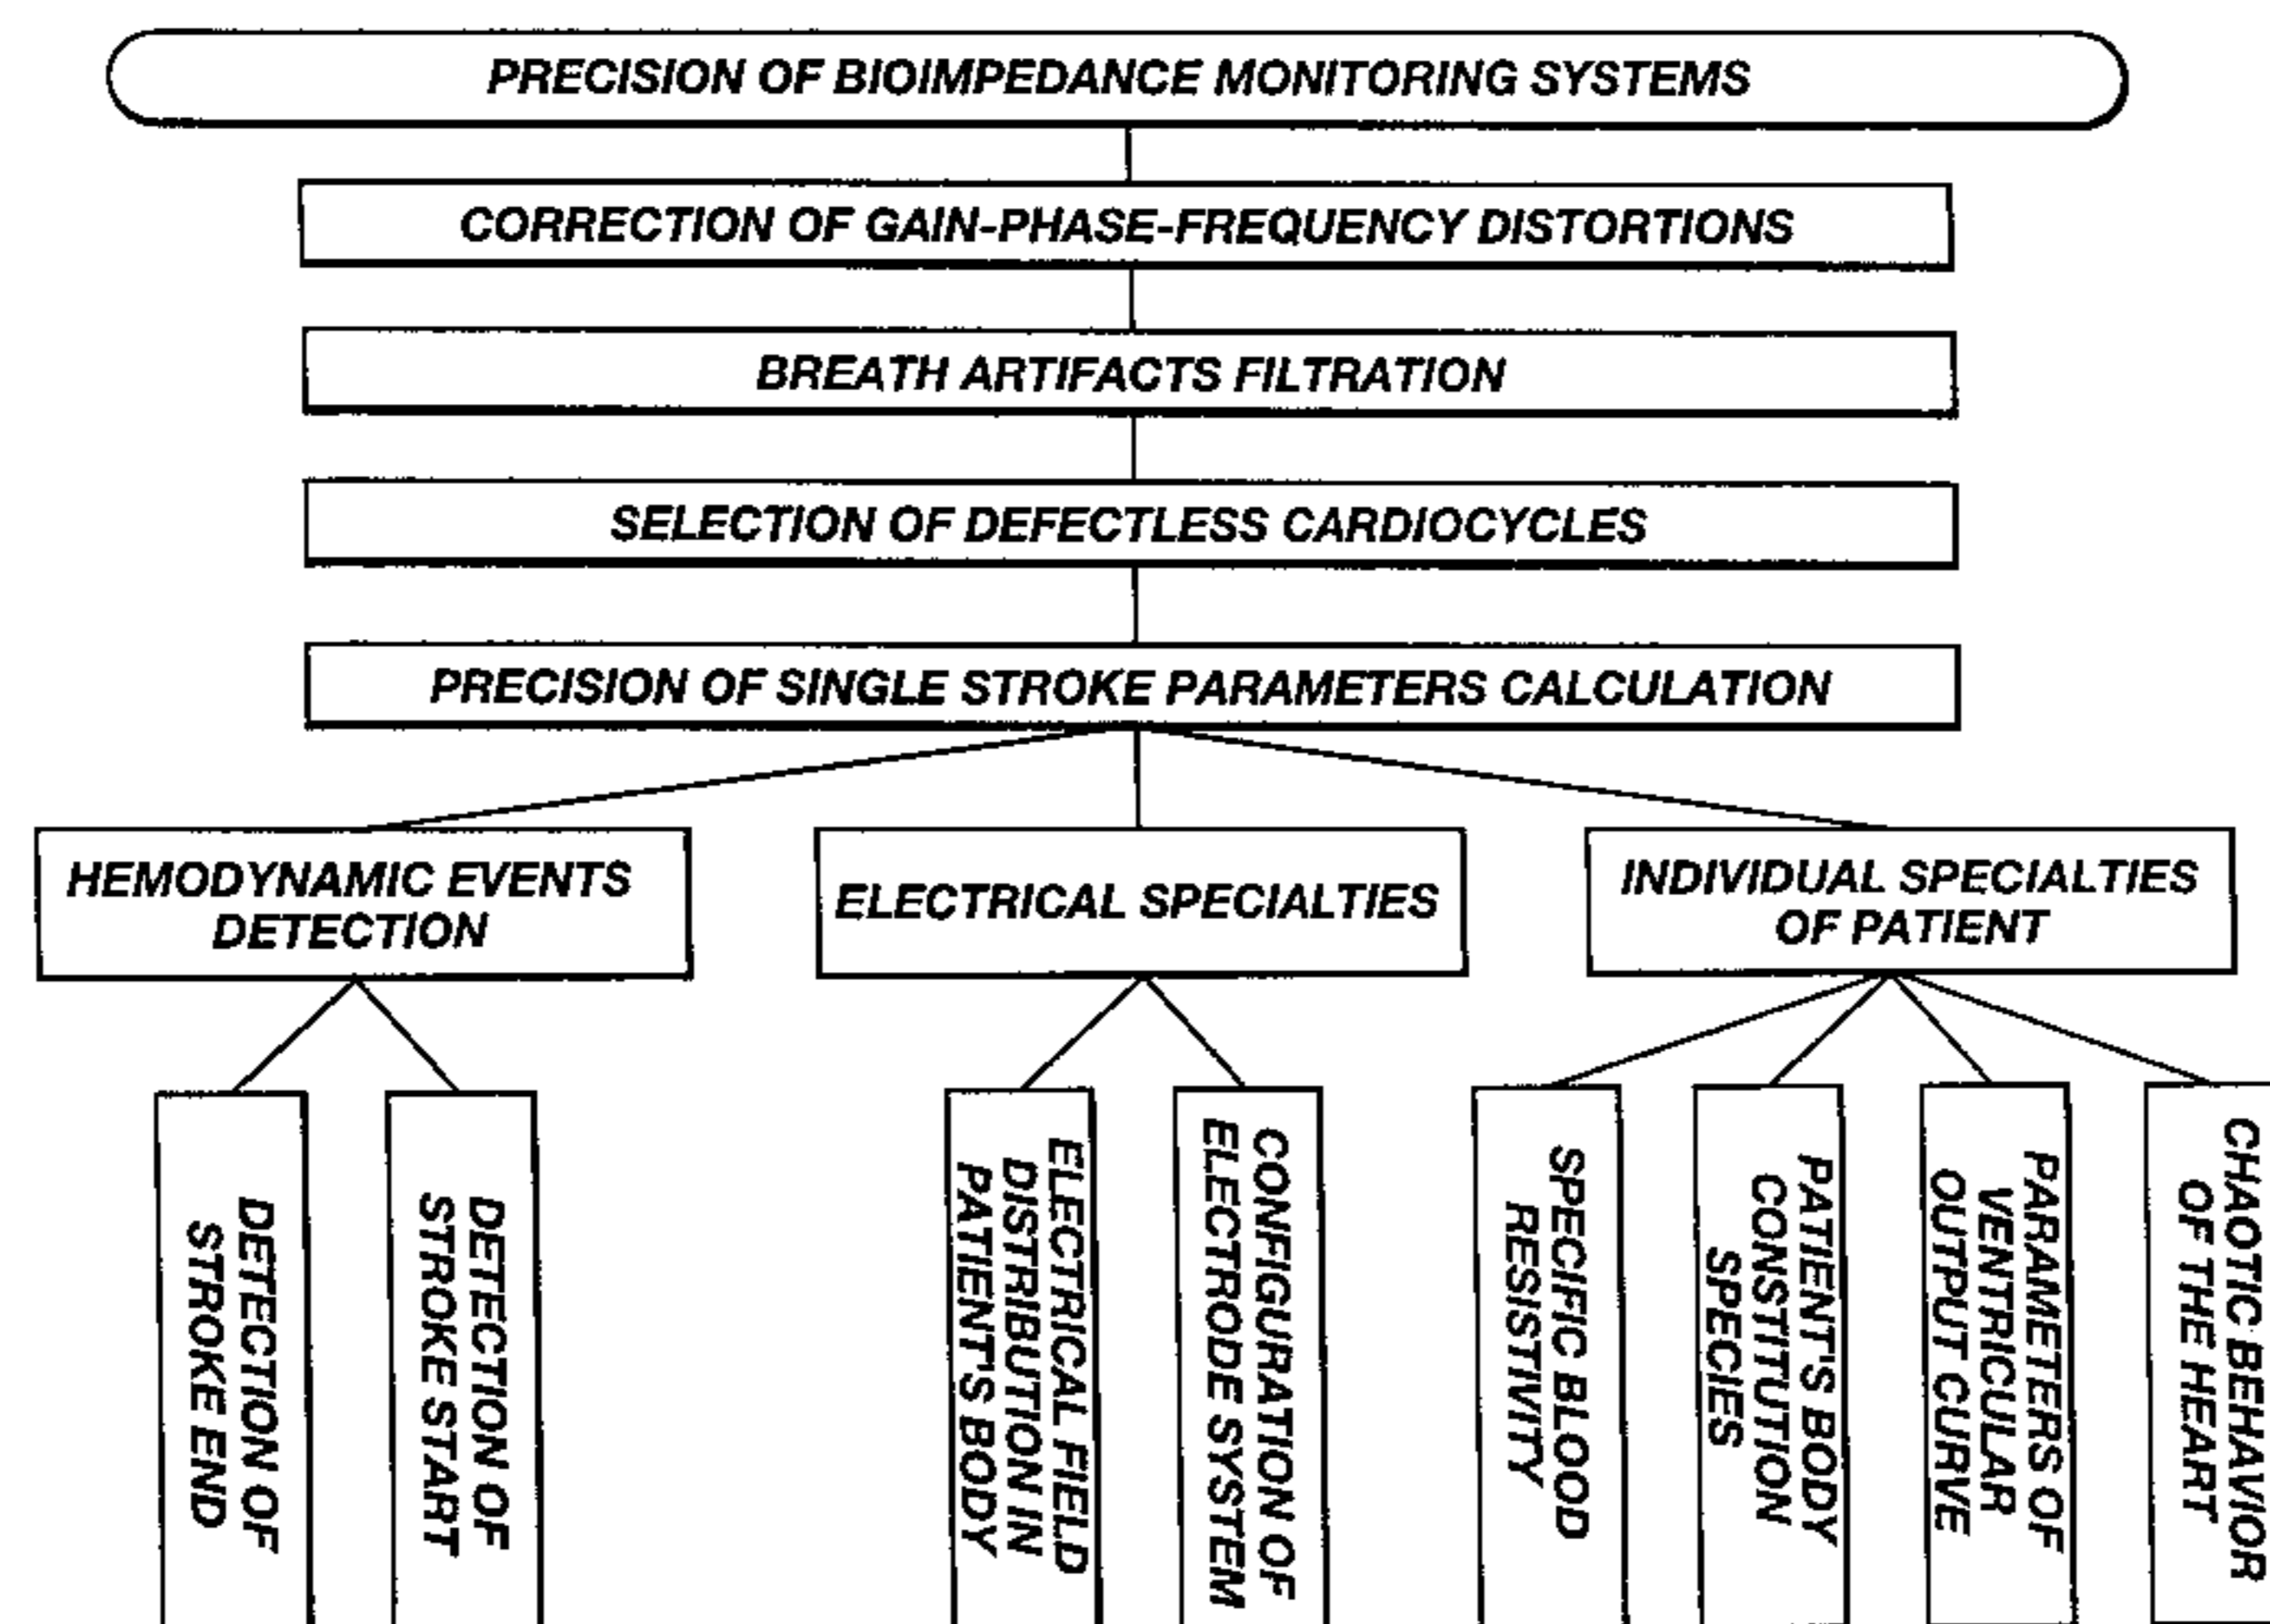 PRECISION OF BIOIMPEDANCE MONITORING SYSTEMS
CORRECTION OF GAIN-PHASE-FREQUENCY DISTORTIONS
BREATH ARTIFACTS FILTRATION
SELECTION OF DEFECTLESS CARDIOCYCLES
PRECISION OF SINGLE STROKE PARAMETERS CALCULATION
HEMODYNAMIC EVENTS
DETECTION
ELECTRICAL SPECIALTIES
INDIVIDUAL SPECIALTIES
OF PATIENT
DETECTION OF
STROKE END
DETECTION OF
STROKE START
ELECTRICAL FIELD
DISTRIBUTION IN
PATIENT'S BODY
CONFIGURATION OF
ELECTRODE SYSTEM
SPECIFIC BLOOD
RESISTIVITY
PATIENT'S BODY
CONSTITUTION
SPECIES
PARAMETERS OF
VENTRICULAR
OUTPUT CURVE
CHAOTIC BEHAVIOR
OF THE HEART